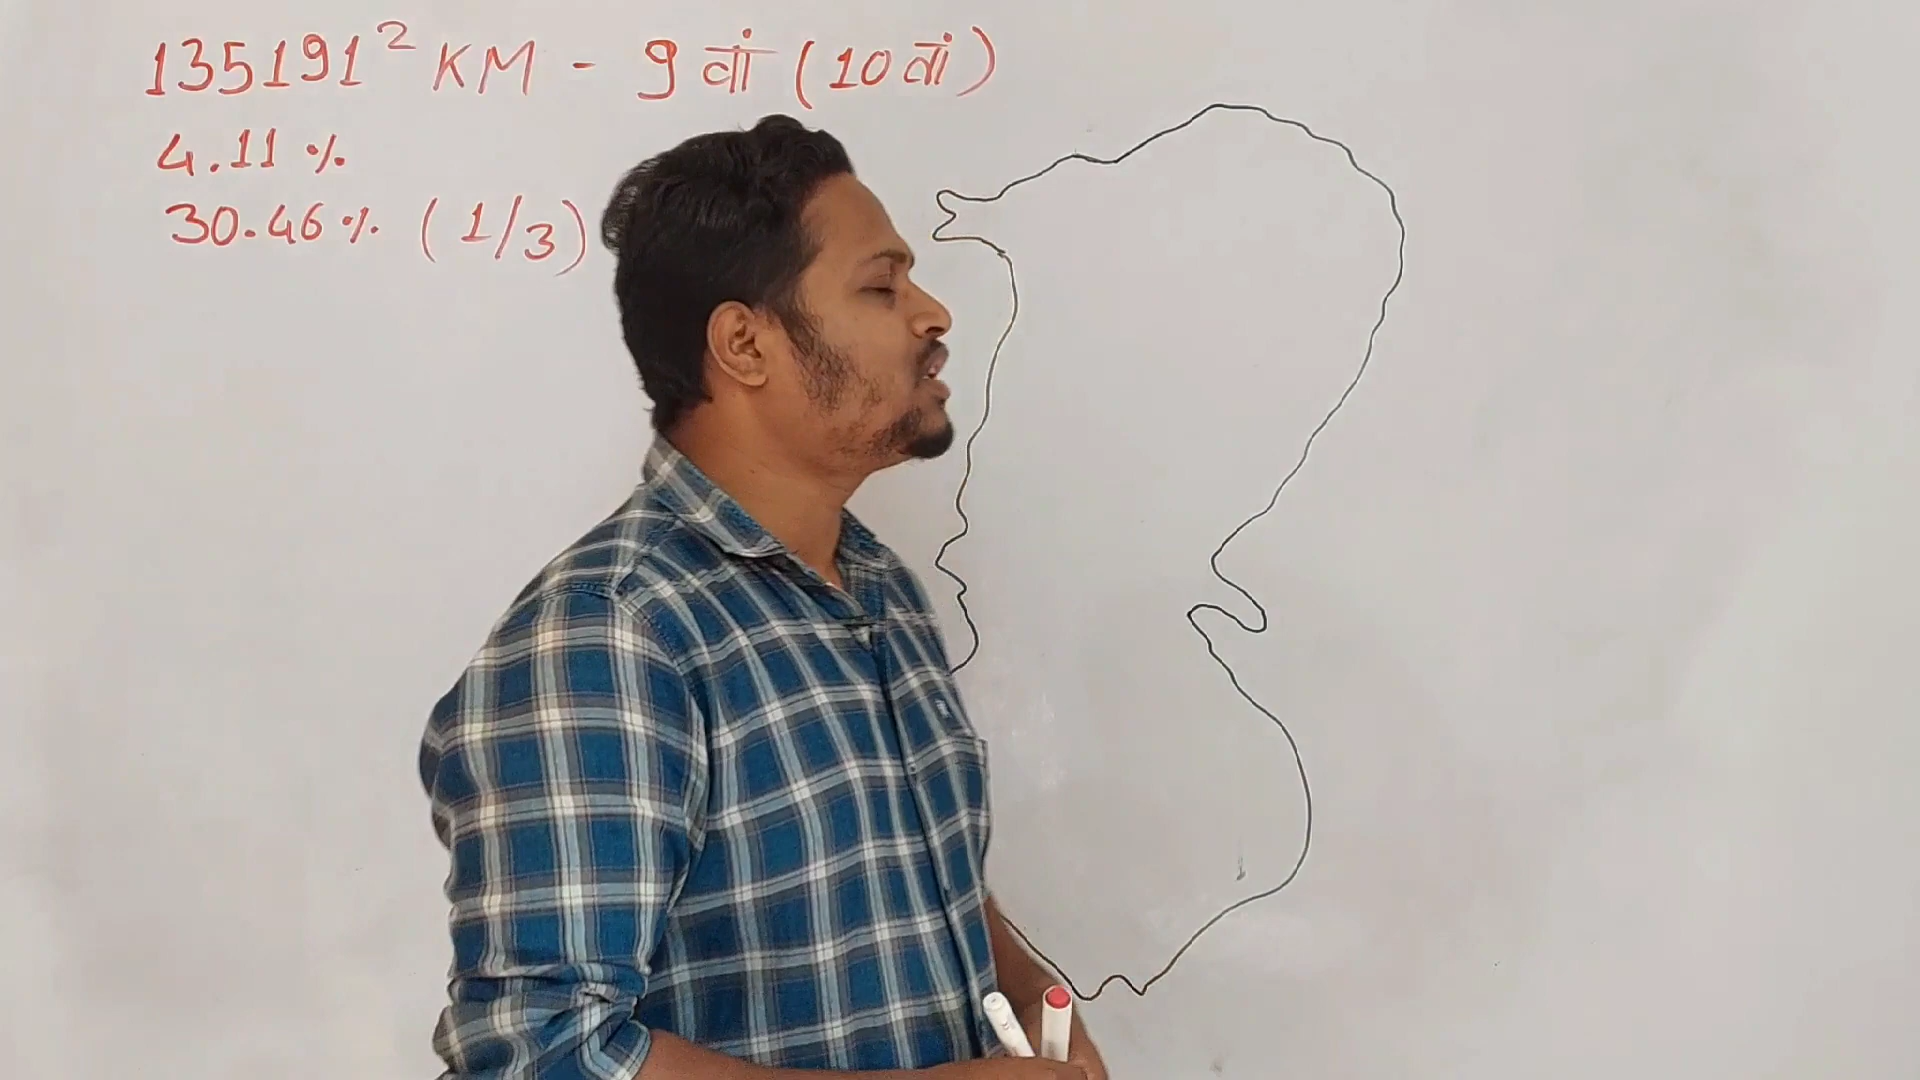 135191² KM - 9 वां (10 वां)
4.11 %
30.46 % (1/3)